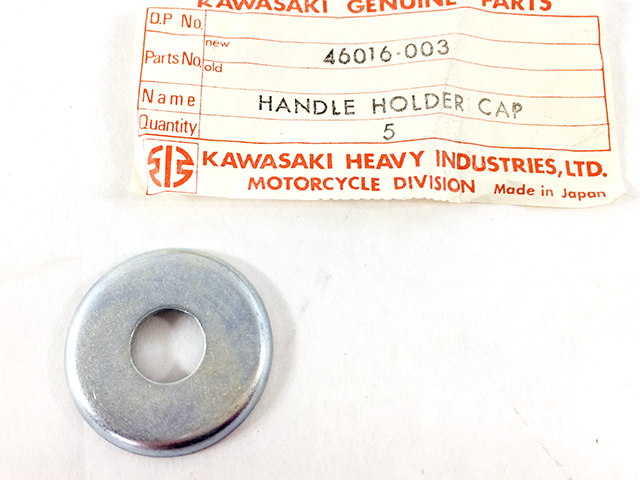 KAWASAKI GENUINE PARTS
D.P No.
Parts No. new old 46016-003
Name HANDLE HOLDER CAP
Quantity 5
KAWASAKI HEAVY INDUSTRIES, LTD.
MOTORCYCLE DIVISION Made in Japan